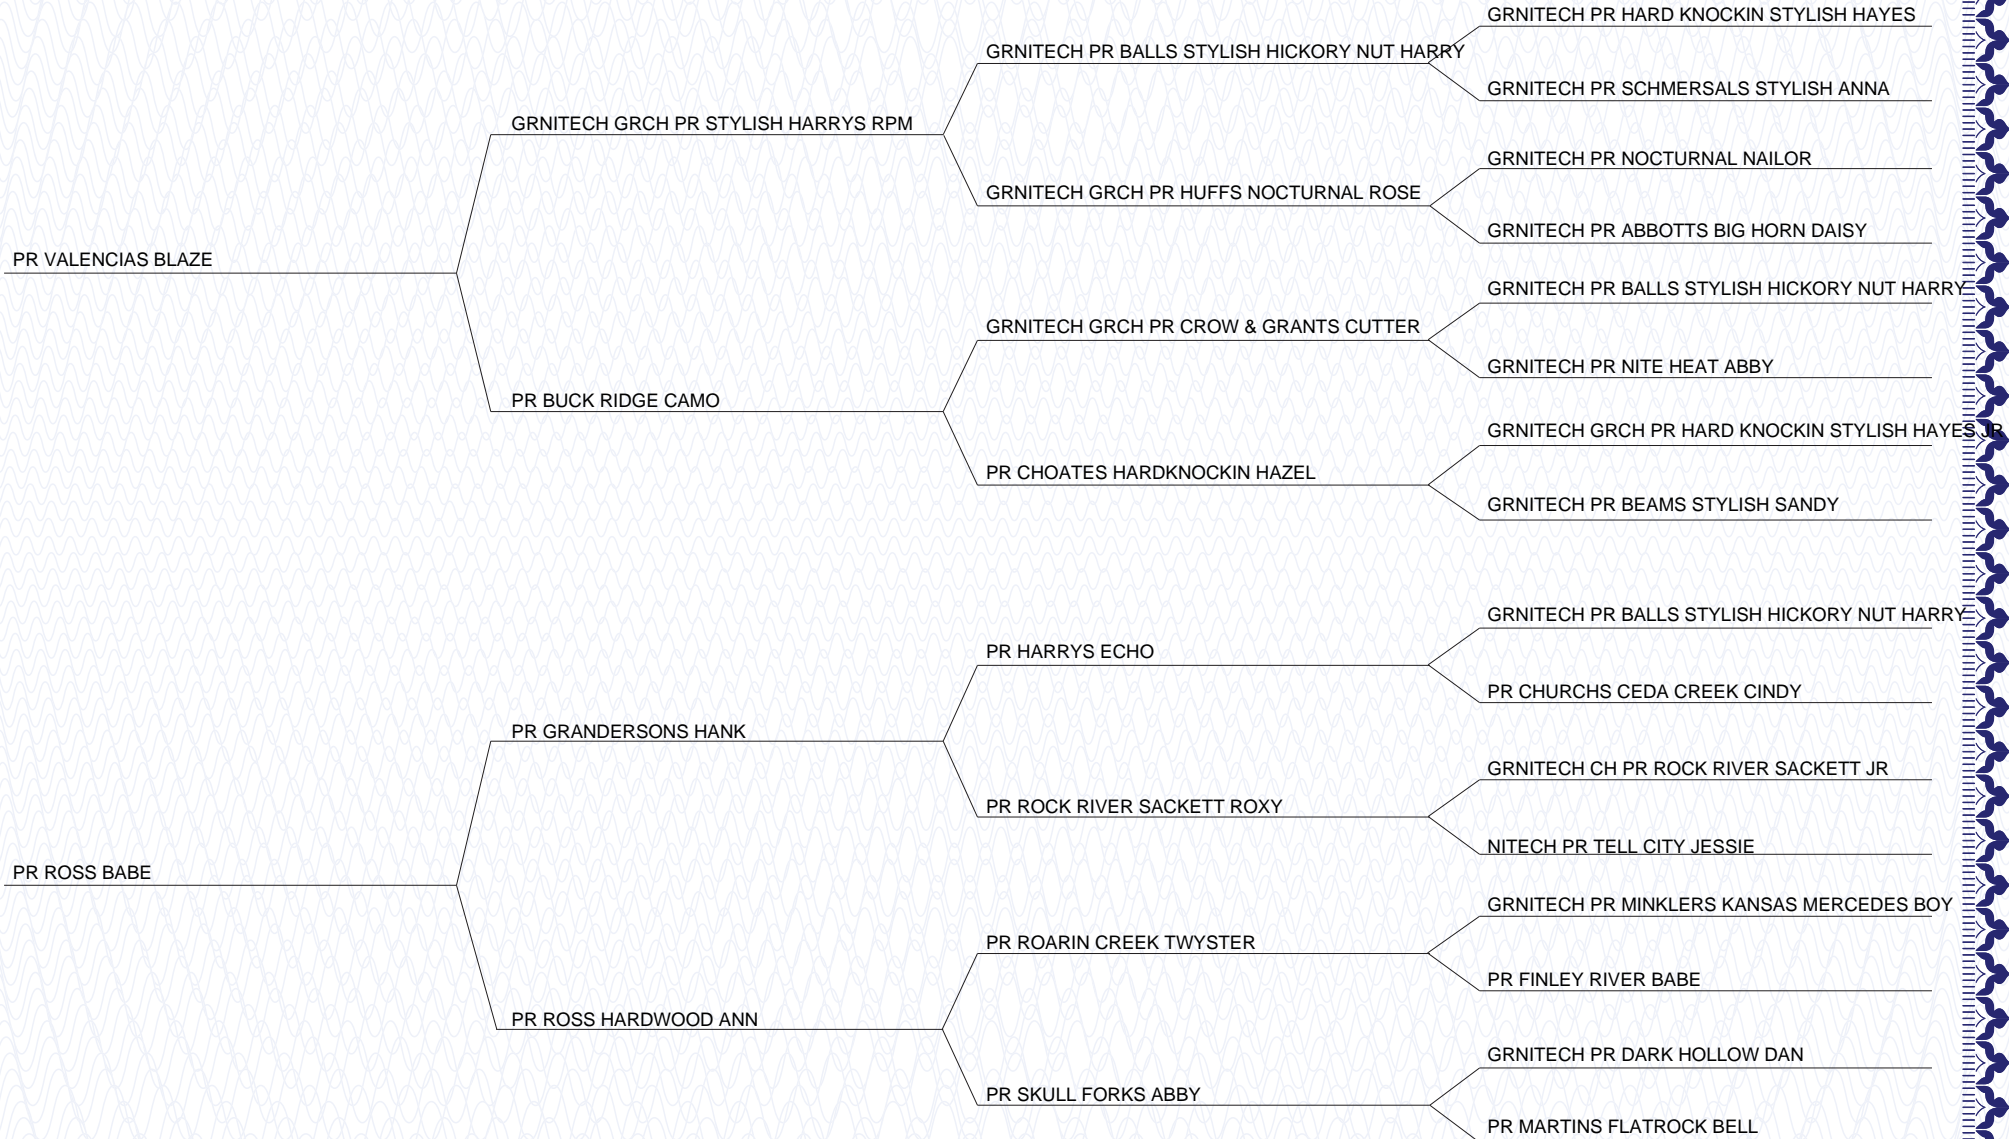 GRNITECH PR HARD KNOCKIN STYLISH HAYES
GRNITECH PR BALLS STYLISH HICKORY NUT HARRY
GRNITECH PR SCHMERSALS STYLISH ANNA
GRNITECH GRCH PR STYLISH HARRYS RPM
GRNITECH PR NOCTURNAL NAILOR
GRNITECH GRCH PR HUFFS NOCTURNAL ROSE
GRNITECH PR ABBOTTS BIG HORN DAISY
PR VALENCIAS BLAZE
GRNITECH PR BALLS STYLISH HICKORY NUT HARRY
GRNITECH GRCH PR CROW & GRANTS CUTTER
GRNITECH PR NITE HEAT ABBY
PR BUCK RIDGE CAMO
GRNITECH GRCH PR HARD KNOCKIN STYLISH HAYES JR
PR CHOATES HARDKNOCKIN HAZEL
GRNITECH PR BEAMS STYLISH SANDY
GRNITECH PR BALLS STYLISH HICKORY NUT HARRY
PR HARRYS ECHO
PR CHURCHS CEDA CREEK CINDY
PR GRANDERSONS HANK
GRNITECH CH PR ROCK RIVER SACKETT JR
PR ROCK RIVER SACKETT ROXY
NITECH PR TELL CITY JESSIE
PR ROSS BABE
GRNITECH PR MINKLERS KANSAS MERCEDES BOY
PR ROARIN CREEK TWYSTER
PR FINLEY RIVER BABE
PR ROSS HARDWOOD ANN
GRNITECH PR DARK HOLLOW DAN
PR SKULL FORKS ABBY
PR MARTINS FLATROCK BELL